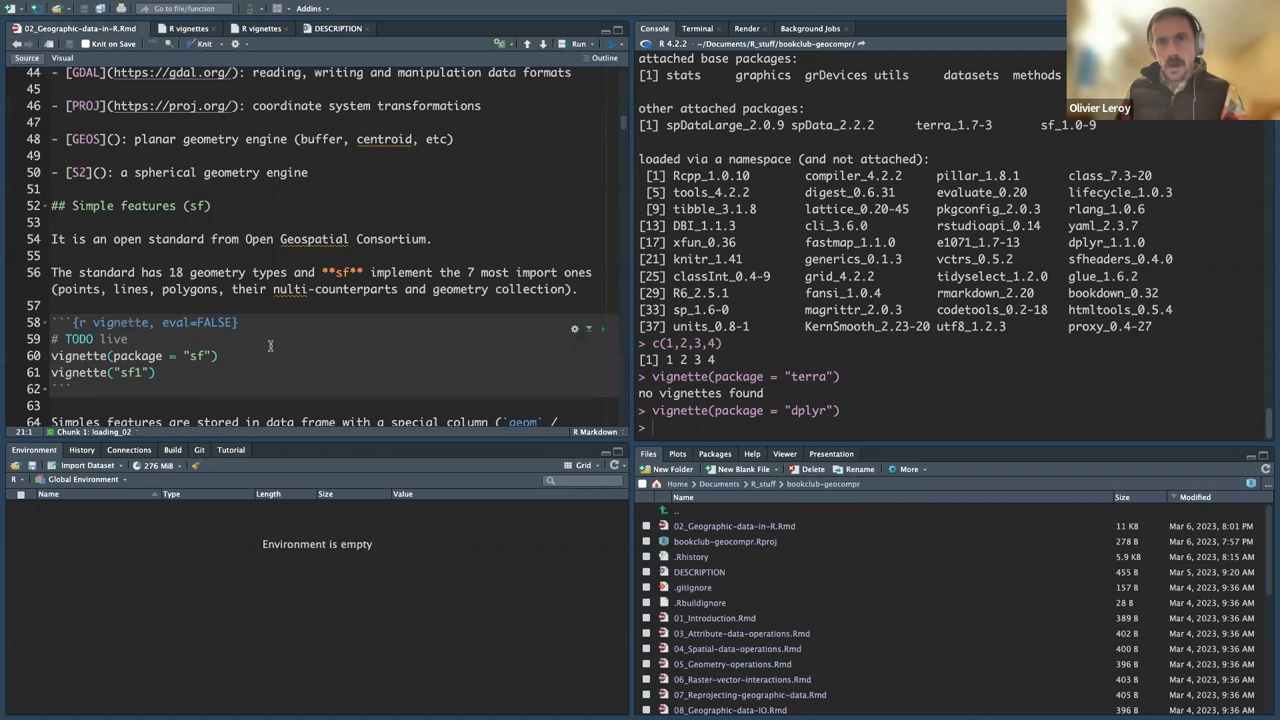 Go to file/function
Addins
02_Geographic-data-in-R.Rmd
R vignettes
R vignettes
DESCRIPTION
Knit on Save
Knit
Run
Source
Visual
Outline
44 - [GDAL](https://gdal.org/): reading, writing and manipulation data formats
45
46 - [PROJ](https://proj.org/): coordinate system transformations
47
48 - [GEOS](): planar geometry engine (buffer, centroid, etc)
49
50 - [S2](): a spherical geometry engine
51
52 ## Simple features (sf)
53
54 It is an open standard from Open Geospatial Consortium.
55
56 The standard has 18 geometry types and **sf** implement the 7 most import ones
(points, lines, polygons, their nulti-counterparts and geometry collection).
57
58 ```{r vignette, eval=FALSE}
59 # TODO live
60 vignette(package = "sf")
61 vignette("sf1")
62 ```
63
64 Simples features are stored in data frame with a special column (`geom` /
21:1
Chunk 1: loading_02
R Markdown
Environment
History
Connections
Build
Git
Tutorial
Import Dataset
276 MiB
Grid
R
Global Environment
Name
Type
Length
Size
Value
Environment is empty
Console
Terminal
Render
Background Jobs
R 4.2.2 · ~/Documents/R_stuff/bookclub-geocompr/
attached base packages:
[1] stats graphics grDevices utils datasets methods
other attached packages:
[1] spDataLarge_2.0.9 spData_2.2.2 terra_1.7-3 sf_1.0-9
loaded via a namespace (and not attached):
[1] Rcpp_1.0.10 compiler_4.2.2 pillar_1.8.1 class_7.3-20
[5] tools_4.2.2 digest_0.6.31 evaluate_0.20 lifecycle_1.0.3
[9] tibble_3.1.8 lattice_0.20-45 pkgconfig_2.0.3 rlang_1.0.6
[13] DBI_1.1.3 cli_3.6.0 rstudioapi_0.14 yaml_2.3.7
[17] xfun_0.36 fastmap_1.1.0 e1071_1.7-13 dplyr_1.1.0
[21] knitr_1.41 generics_0.1.3 vctrs_0.5.2 sfheaders_0.4.0
[25] classInt_0.4-9 grid_4.2.2 tidyselect_1.2.0 glue_1.6.2
[29] R6_2.5.1 fansi_1.0.4 rmarkdown_2.20 bookdown_0.32
[33] sp_1.6-0 magrittr_2.0.3 codetools_0.2-18 htmltools_0.5.4
[37] units_0.8-1 KernSmooth_2.23-20 utf8_1.2.3 proxy_0.4-27
> c(1,2,3,4)
[1] 1 2 3 4
> vignette(package = "terra")
no vignettes found
> vignette(package = "dplyr")
>
Olivier Leroy
Files
Plots
Packages
Help
Viewer
Presentation
New Folder
New Blank File
Delete
Rename
More
Home
Documents
R_stuff
bookclub-geocompr
Name
Size
Modified
..
02_Geographic-data-in-R.Rmd 11 KB Mar 6, 2023, 8:01 PM
bookclub-geocompr.Rproj 278 B Mar 6, 2023, 7:57 PM
.Rhistory 5.9 KB Mar 6, 2023, 8:15 AM
DESCRIPTION 455 B Mar 5, 2023, 9:20 AM
.gitignore 157 B Mar 4, 2023, 9:36 AM
.Rbuildignore 28 B Mar 4, 2023, 9:36 AM
01_Introduction.Rmd 389 B Mar 4, 2023, 9:36 AM
03_Attribute-data-operations.Rmd 402 B Mar 4, 2023, 9:36 AM
04_Spatial-data-operations.Rmd 400 B Mar 4, 2023, 9:36 AM
05_Geometry-operations.Rmd 396 B Mar 4, 2023, 9:36 AM
06_Raster-vector-interactions.Rmd 403 B Mar 4, 2023, 9:36 AM
07_Reprojecting-geographic-data.Rmd 405 B Mar 4, 2023, 9:36 AM
08_Geographic-data-IO.Rmd 396 B Mar 4, 2023, 9:36 AM